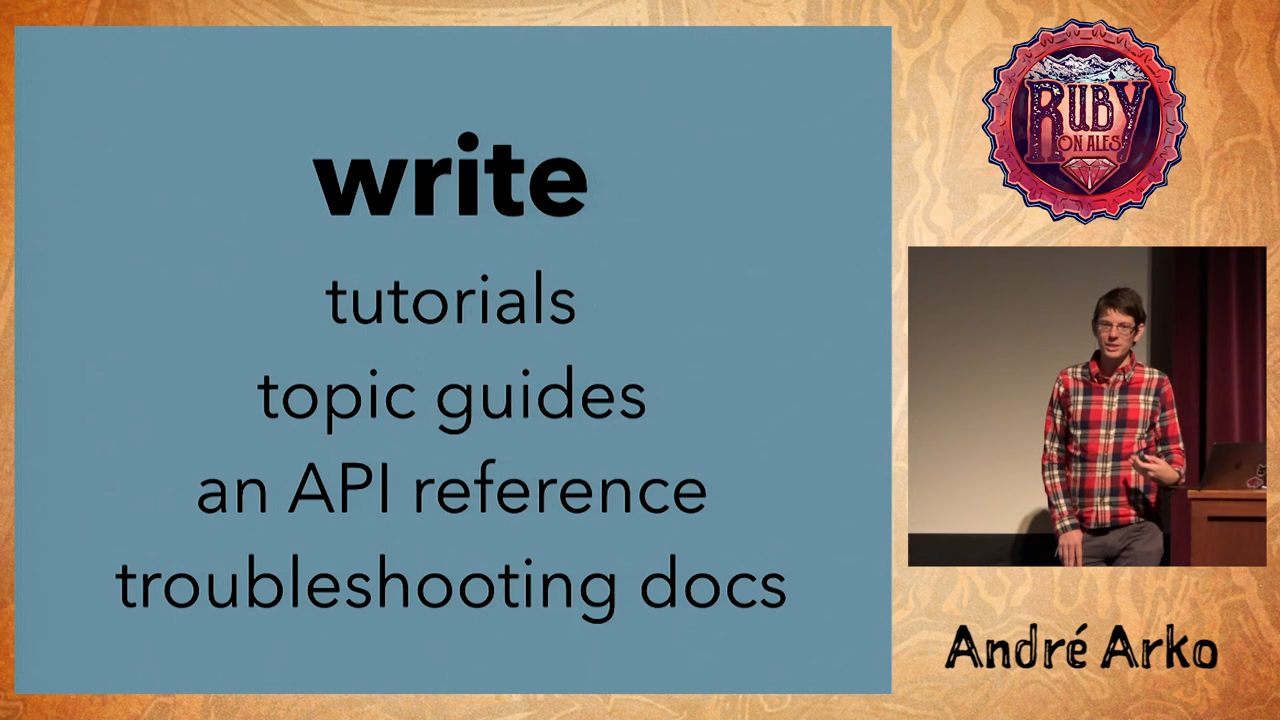 write
tutorials
topic guides
an API reference
troubleshooting docs
RUBY
ON ALES
André Arko